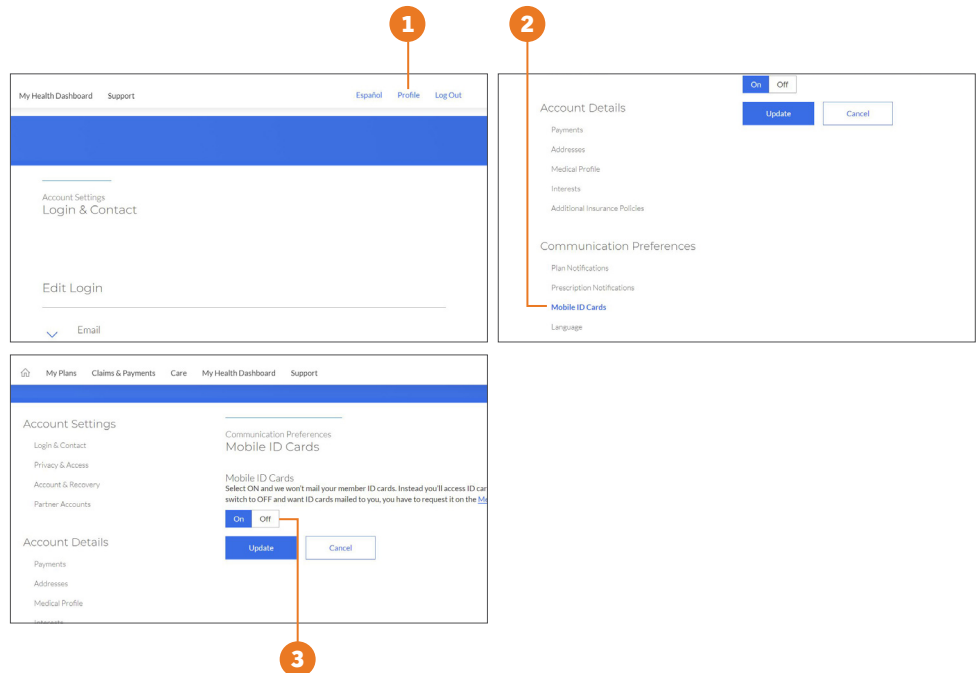 1
2
My Health Dashboard Support Español Profile Log Out
Account Settings
Login & Contact
Edit Login
Email
On Off
Update Cancel
Account Details
Payments
Addresses
Medical Profile
Interests
Additional Insurance Policies
Communication Preferences
Plan Notifications
Prescription Notifications
Mobile ID Cards
Language
My Plans Claims & Payments Care My Health Dashboard Support
Account Settings
Login & Contact
Privacy & Access
Account & Recovery
Partner Accounts
Account Details
Payments
Addresses
Medical Profile
Interests
Communication Preferences
Mobile ID Cards
Mobile ID Cards
Select ON and we won't mail your member ID cards. Instead you'll access ID car
switch to OFF and want ID cards mailed to you, you have to request it on the
On Off
Update Cancel
3